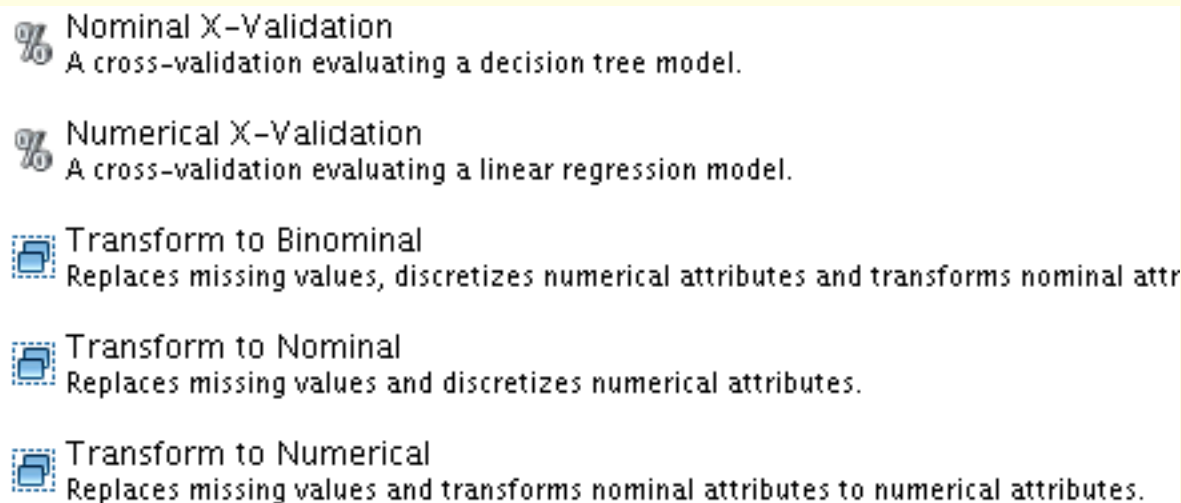 Nominal X-Validation
A cross-validation evaluating a decision tree model.
Numerical X-Validation
A cross-validation evaluating a linear regression model.
Transform to Binominal
Replaces missing values, discretizes numerical attributes and transforms nominal attr
Transform to Nominal
Replaces missing values and discretizes numerical attributes.
Transform to Numerical
Replaces missing values and transforms nominal attributes to numerical attributes.